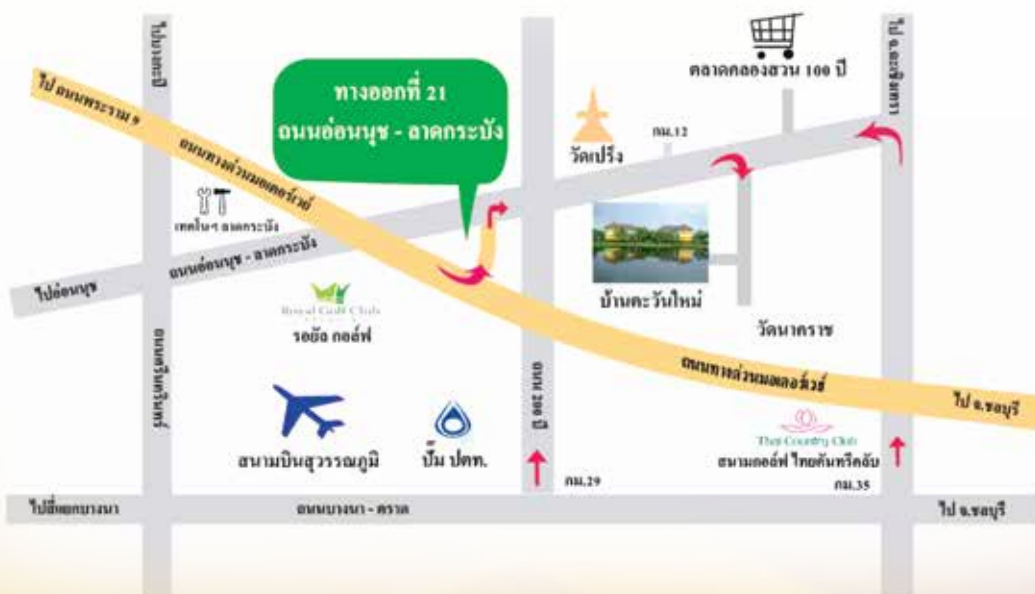 ไปบางกะปิ
ตลาดคลองสวน 100 ปี
ไป จ.ฉะเชิงเทรา
ไป ถนนพระราม 9
ทางออกที่ 21
ถนนอ่อนนุช - ลาดกระบัง
กม.12
วัดเปร็ง
ถนนทางด่วนมอเตอร์เวย์
เทคโนฯ ลาดกระบัง
ถนนอ่อนนุช - ลาดกระบัง
ไปอ่อนนุช
บ้านตะวันใหม่
วัดนาคราช
Royal Golf Club
รอยัล กอล์ฟ
ถนนศรีนครินทร์
ถนน 200 ปี
ถนนทางด่วนมอเตอร์เวย์
ไป จ.ชลบุรี
Thai Country Club
สนามกอล์ฟ ไทยคันทรีคลับ
สนามบินสุวรรณภูมิ
ปั๊ม ปตท.
กม.29
กม.35
ไปสี่แยกบางนา
ถนนบางนา - ตราด
ไป จ.ชลบุรี